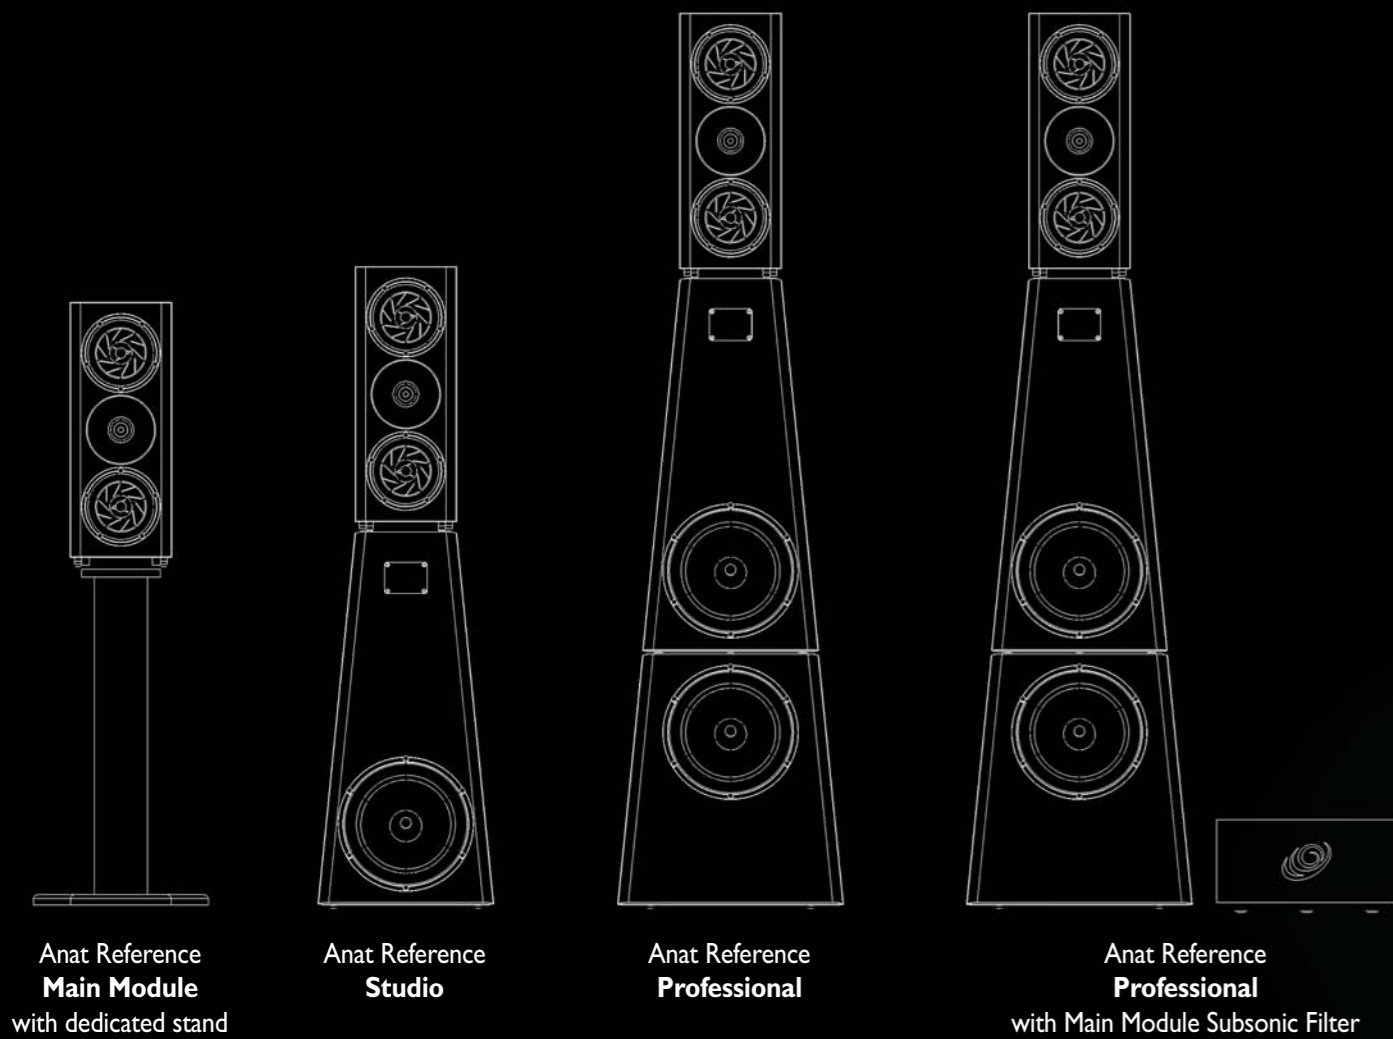 Anat Reference
Main Module
with dedicated stand
Anat Reference
Studio
Anat Reference
Professional
Anat Reference
Professional
with Main Module Subsonic Filter